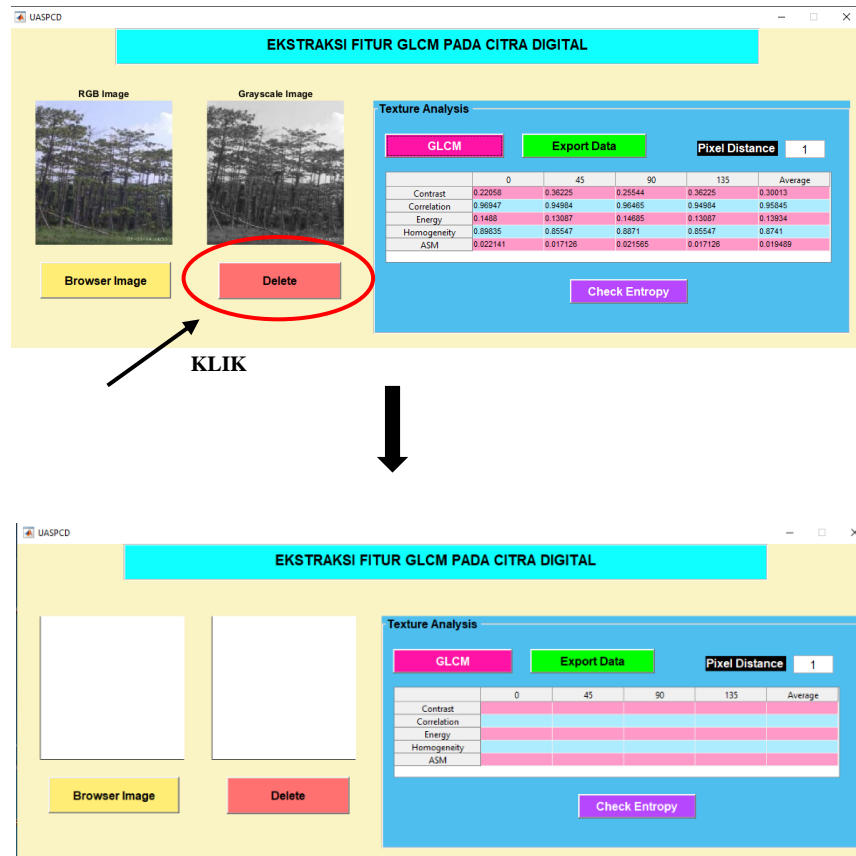 UASPCD
EKSTRAKSI FITUR GLCM PADA CITRA DIGITAL
RGB Image
Grayscale Image
Texture Analysis
GLCM
Export Data
Pixel Distance
1
0 45 90 135 Average
Contrast 0.22058 0.36225 0.25544 0.36225 0.30013
Correlation 0.96947 0.94984 0.96465 0.94984 0.95845
Energy 0.1488 0.13087 0.14685 0.13087 0.13934
Homogeneity 0.89835 0.85547 0.8871 0.85547 0.8741
ASM 0.022141 0.017126 0.021565 0.017126 0.019489
Browser Image
Delete
Check Entropy
KLIK
UASPCD
EKSTRAKSI FITUR GLCM PADA CITRA DIGITAL
Texture Analysis
GLCM
Export Data
Pixel Distance
1
0 45 90 135 Average
Contrast
Correlation
Energy
Homogeneity
ASM
Browser Image
Delete
Check Entropy